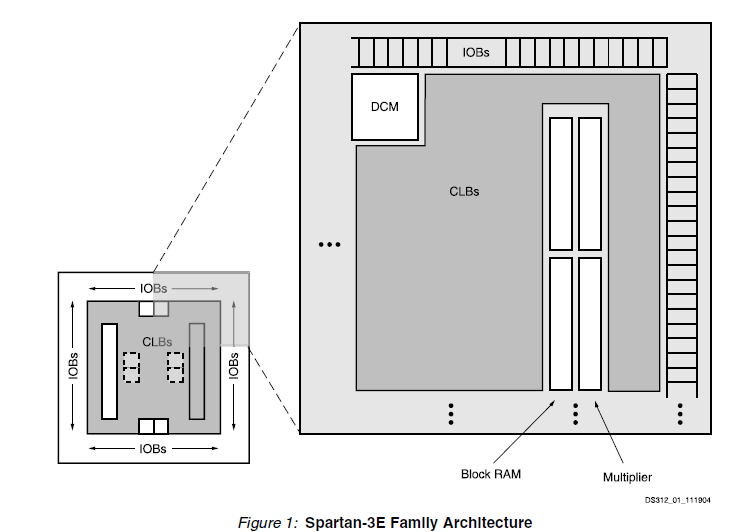 IOBs
DCM
CLBs
IOBs
CLBs
IOBs
IOBs
IOBs
Block RAM
Multiplier
DS312_01_111904
Figure 1: Spartan-3E Family Architecture